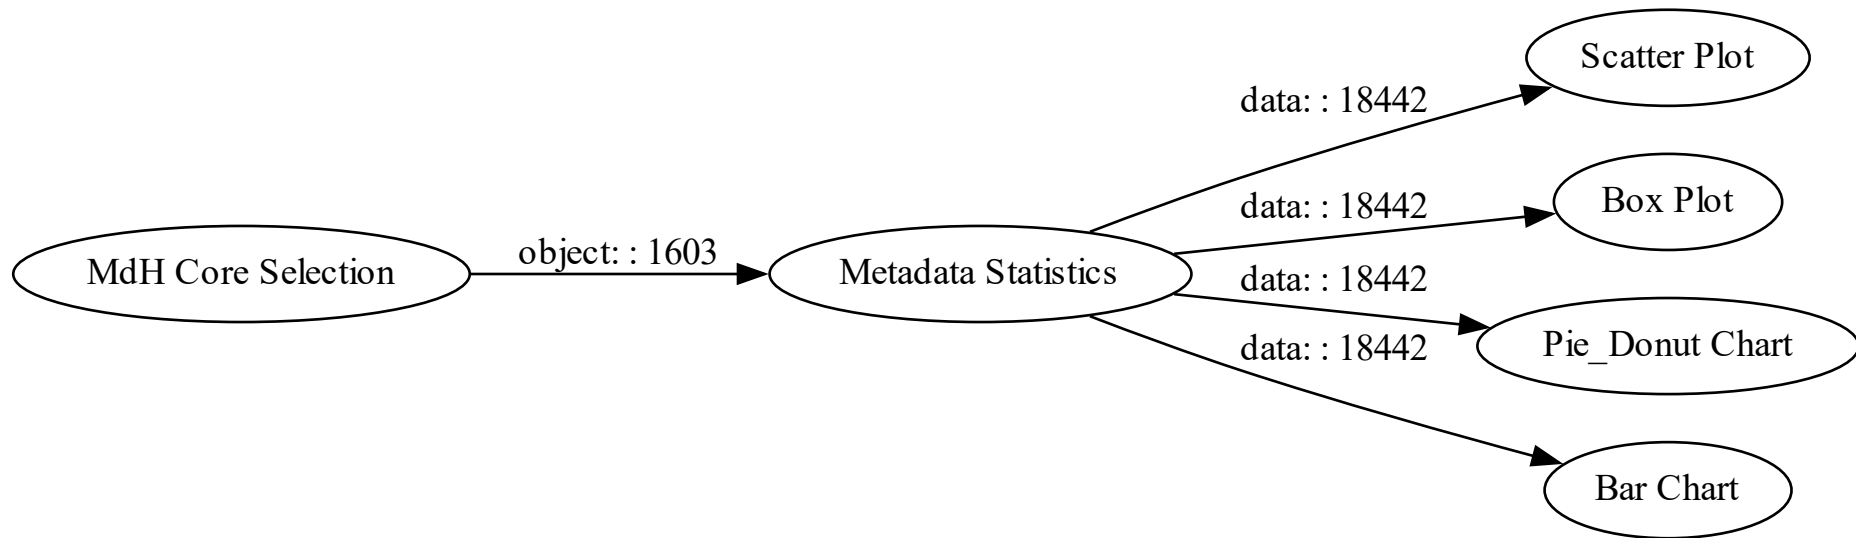 Scatter Plot
data: : 18442
Box Plot
data: : 18442
MdH Core Selection
object: : 1603
Metadata Statistics
data: : 18442
Pie_Donut Chart
data: : 18442
Bar Chart